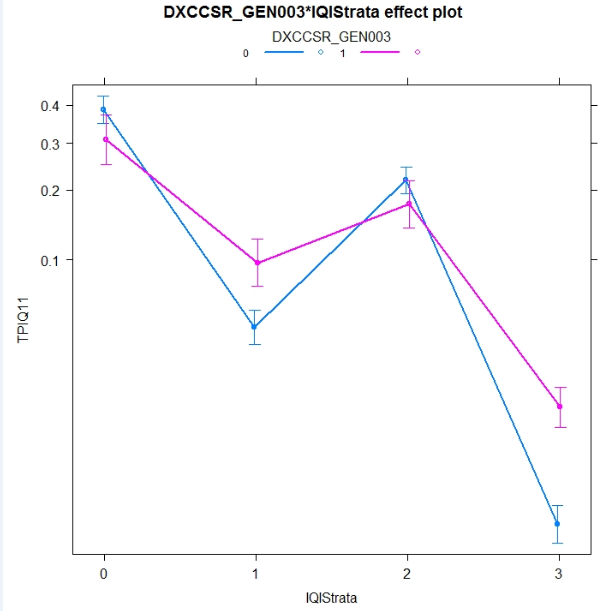 DXCCSR_GEN003*IQIStrata effect plot
DXCCSR_GEN003
0 1
0.4
0.3
0.2
0.1
TPIQ11
0 1 2 3
IQIStrata